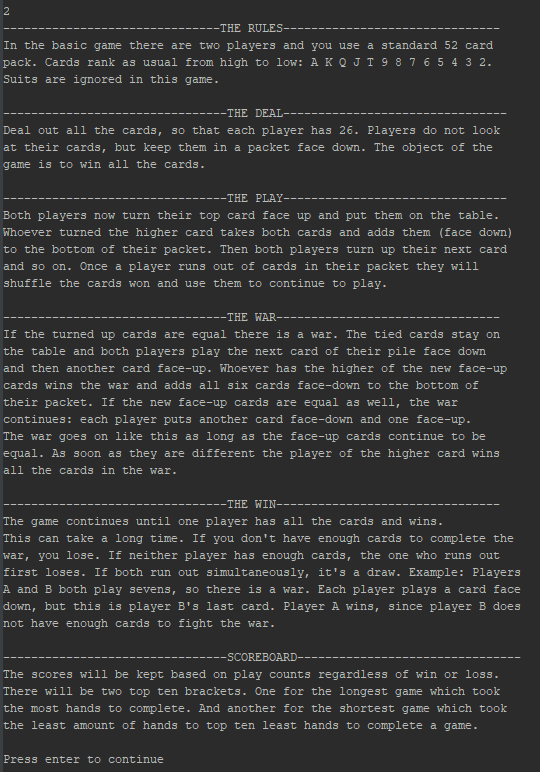 2
-------------------------------THE RULES-------------------------------
In the basic game there are two players and you use a standard 52 card
pack. Cards rank as usual from high to low: A K Q J T 9 8 7 6 5 4 3 2.
Suits are ignored in this game.
--------------------------------THE DEAL--------------------------------
Deal out all the cards, so that each player has 26. Players do not look
at their cards, but keep them in a packet face down. The object of the
game is to win all the cards.
--------------------------------THE PLAY--------------------------------
Both players now turn their top card face up and put them on the table.
Whoever turned the higher card takes both cards and adds them (face down)
to the bottom of their packet. Then both players turn up their next card
and so on. Once a player runs out of cards in their packet they will
shuffle the cards won and use them to continue to play.
--------------------------------THE WAR--------------------------------
If the turned up cards are equal there is a war. The tied cards stay on
the table and both players play the next card of their pile face down
and then another card face-up. Whoever has the higher of the new face-up
cards wins the war and adds all six cards face-down to the bottom of
their packet. If the new face-up cards are equal as well, the war
continues: each player puts another card face-down and one face-up.
The war goes on like this as long as the face-up cards continue to be
equal. As soon as they are different the player of the higher card wins
all the cards in the war.
--------------------------------THE WIN--------------------------------
The game continues until one player has all the cards and wins.
This can take a long time. If you don't have enough cards to complete the
war, you lose. If neither player has enough cards, the one who runs out
first loses. If both run out simultaneously, it's a draw. Example: Players
A and B both play sevens, so there is a war. Each player plays a card face
down, but this is player B's last card. Player A wins, since player B does
not have enough cards to fight the war.
--------------------------------SCOREBOARD--------------------------------
The scores will be kept based on play counts regardless of win or loss.
There will be two top ten brackets. One for the longest game which took
the most hands to complete. And another for the shortest game which took
the least amount of hands to top ten least hands to complete a game.
Press enter to continue